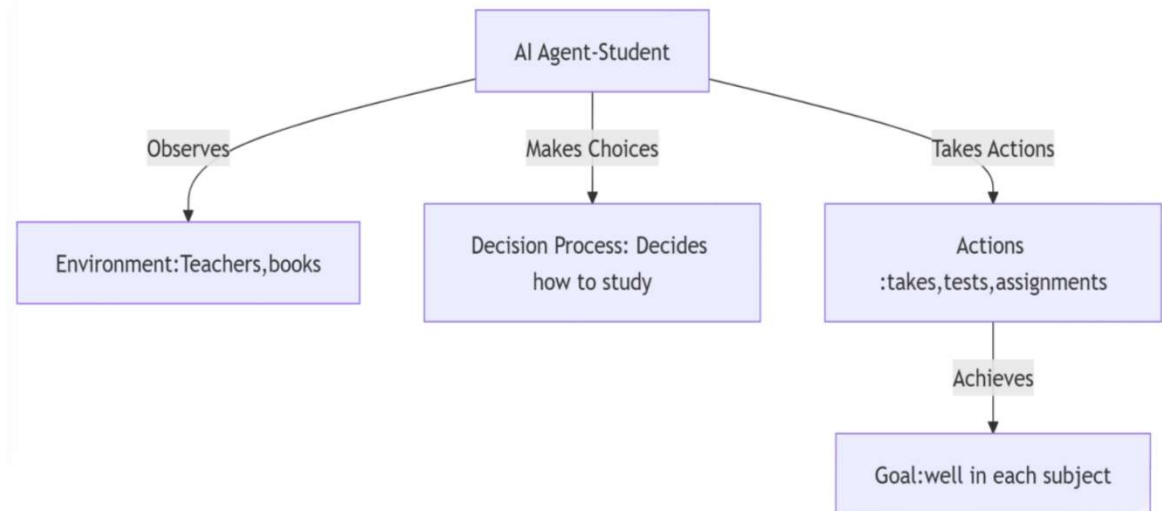 AI Agent-Student
Observes
Makes Choices
Takes Actions
Environment:Teachers,books
Decision Process: Decides
how to study
Actions
:takes,tests,assignments
Achieves
Goal:well in each subject